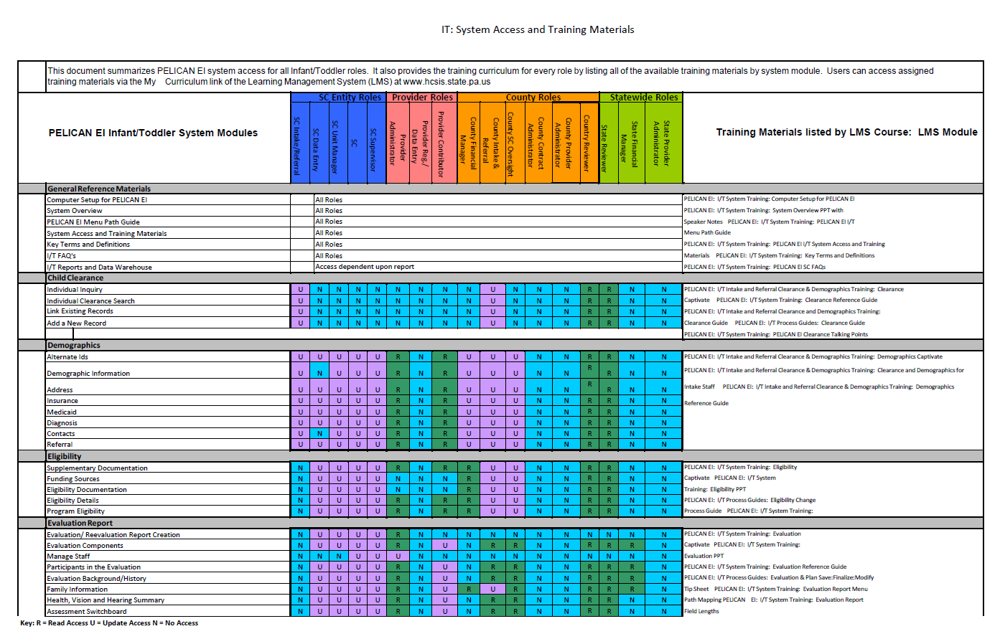 IT: System Access and Training Materials
This document summarizes PELICAN EI system access for all Infant/Toddler roles. It also provides the training curriculum for every role by listing all of the available training materials by system module. Users can access assigned
training materials via the My Curriculum link of the Learning Management System (LMS) at www.hcsis.state.pa.us
SC Entity Roles Provider Roles County Roles Statewide Roles
PELICAN EI Infant/Toddler System Modules
SC Intake/Referral
SC Data Entry
SC Unit Manager
SC
SC Supervisor
Provider
Administrator
Provider Reg./
Data Entry
Provider Contributor
County Financial
Manager
County Intake &
Referral
County SC Oversight
County Contract
Administrator
County Provider
Administrator
Country Reviewer
State Reviewer
State Financial
Manager
State Provider
Administrator
Training Materials listed by LMS Course: LMS Module
General Reference Materials
Computer Setup for PELICAN EI All Roles PELICAN EI: I/T System Training: Computer Setup for PELICAN EI
System Overview All Roles PELICAN EI: I/T System Training: System Overview PPT with
PELICAN EI Menu Path Guide All Roles Speaker Notes PELICAN EI: I/T System Training: PELICAN EI I/T
System Access and Training Materials All Roles Menu Path Guide
Key Terms and Definitions All Roles PELICAN EI: I/T System Training: PELICAN EI I/T System Access and Training
I/T FAQ's All Roles Materials PELICAN EI: I/T System Training: Key Terms and Definitions
I/T Reports and Data Warehouse Access dependent upon report PELICAN EI: I/T System Training: PELICAN EI SC FAQs
Child Clearance
Individual Inquiry U N N N N N N N N U N N N R R N N PELICAN EI: I/T Intake and Referral Clearance & Demographics Training: Clearance
Individual Clearance Search U N N N N N N N N U N N N R R N N Captivate PELICAN EI: I/T System Training: Clearance Reference Guide
Link Existing Records U N N N N N N N N U N N N R R N N PELICAN EI: I/T Intake and Referral Clearance and Demographics Training:
Add a New Record U N N N N N N N N U N N N R R N N Clearance Guide PELICAN EI: I/T Process Guides: Clearance Guide
PELICAN EI: I/T System Training: PELICAN EI Clearance Talking Points
Demographics
Alternate Ids U U U U U R N R U U U N N R R N N PELICAN EI: I/T Intake and Referral Clearance & Demographics Training: Demographics Captivate
Demographic Information U N U U U R N R U U U N N R R N N PELICAN EI: I/T Intake and Referral Clearance & Demographics Training: Clearance and Demographics for
Address U U U U U R N R U U U N N R R N N Intake Staff PELICAN EI: I/T Intake and Referral Clearance & Demographics Training: Demographics
Insurance U U U U U R N R U U U N N R R N N Reference Guide
Medicaid U U U U U R N R U U U N N R R N N
Diagnosis U U U U U R N R U U U N N R R N N
Contacts U N U U U R N R U U U N N R R N N
Referral U U U U U R N R U U U N N R R N N
Eligibility
Supplementary Documentation N U U U U R N R R U U N N R R N N PELICAN EI: I/T System Training: Eligibility
Funding Sources N U U U U N N N R U U N N R R N N Captivate PELICAN EI: I/T System
Eligibility Documentation N U U U U N N N R U U N N R R N N Training: Eligibility PPT
Eligibility Details N U U U U R N R R U U N N R R N N PELICAN EI: I/T Process Guides: Eligibility Change
Program Eligibility N U U U U R N R R U U N N R R N N Process Guide PELICAN EI: I/T System Training:
Evaluation Report
Evaluation/ Reevaluation Report Creation N U U U U R N N N N N N N N N N N PELICAN EI: I/T System Training: Evaluation
Evaluation Components N U U U U R N U N R R N N R R R N Captivate PELICAN EI: I/T System Training:
Manage Staff N N N U U U N N N N N N N N N N N Evaluation PPT
Participants in the Evaluation N U U U U R N U N R R N N R R R N PELICAN EI: I/T System Training: Evaluation Reference Guide
Evaluation Background/History N U U U U R N U N R R N N R R R N PELICAN EI: I/T Process Guides: Evaluation & Plan Save:Finalize:Modify
Family Information N U U U U R N U R U R N N R R R N Tip Sheet PELICAN EI: I/T System Training: Evaluation Report Menu
Health, Vision and Hearing Summary N U U U U R N U N R R N N R R N N Path Mapping PELICAN EI: I/T System Training: Evaluation Report
Assessment Switchboard N U U U U R N U N R R N N R R N N Field Lengths
Key: R = Read Access U = Update Access N = No Access